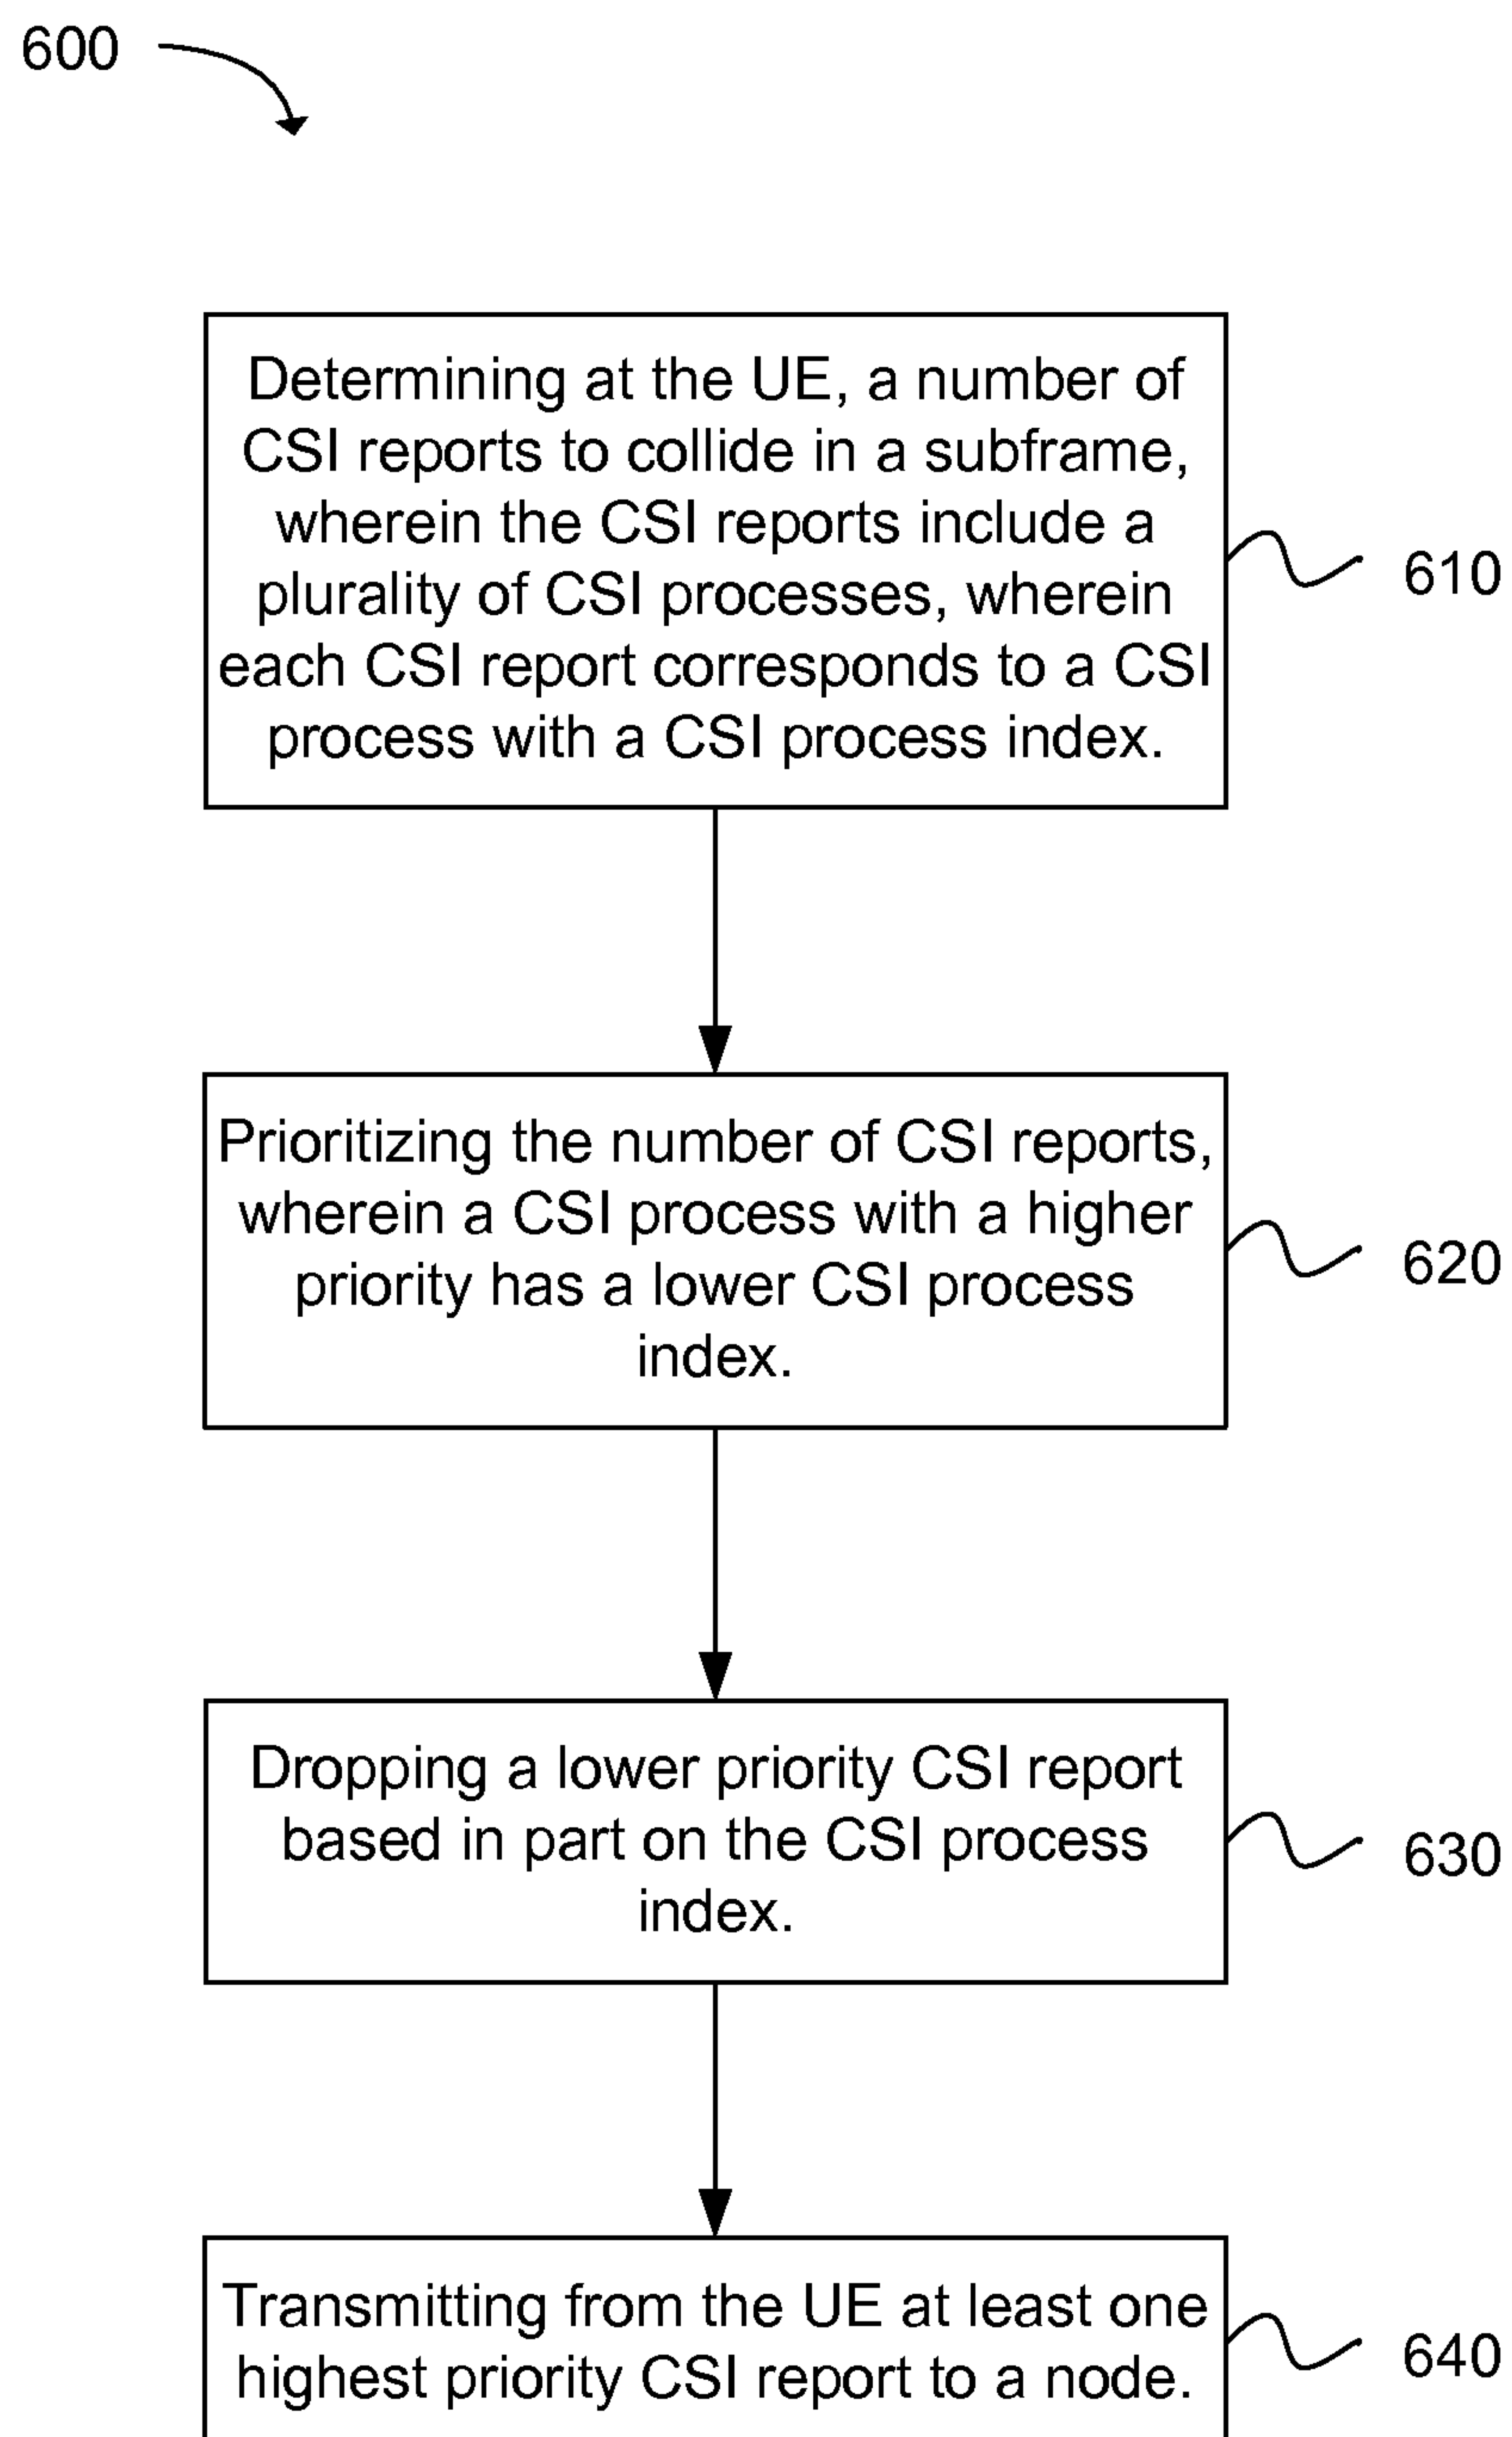 600
Determining at the UE, a number of
CSI reports to collide in a subframe,
wherein the CSI reports include a
plurality of CSI processes, wherein
each CSI report corresponds to a CSI
process with a CSI process index.
610
Prioritizing the number of CSI reports,
wherein a CSI process with a higher
priority has a lower CSI process
index.
620
Dropping a lower priority CSI report
based in part on the CSI process
index.
630
Transmitting from the UE at least one
highest priority CSI report to a node.
640